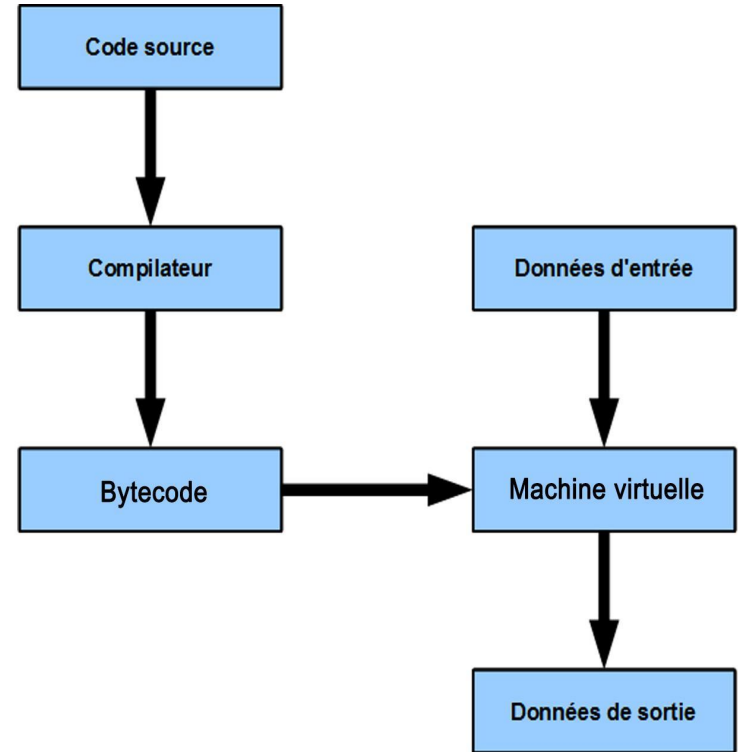 Code source
Compilateur
Données d'entrée
Bytecode
Machine virtuelle
Données de sortie